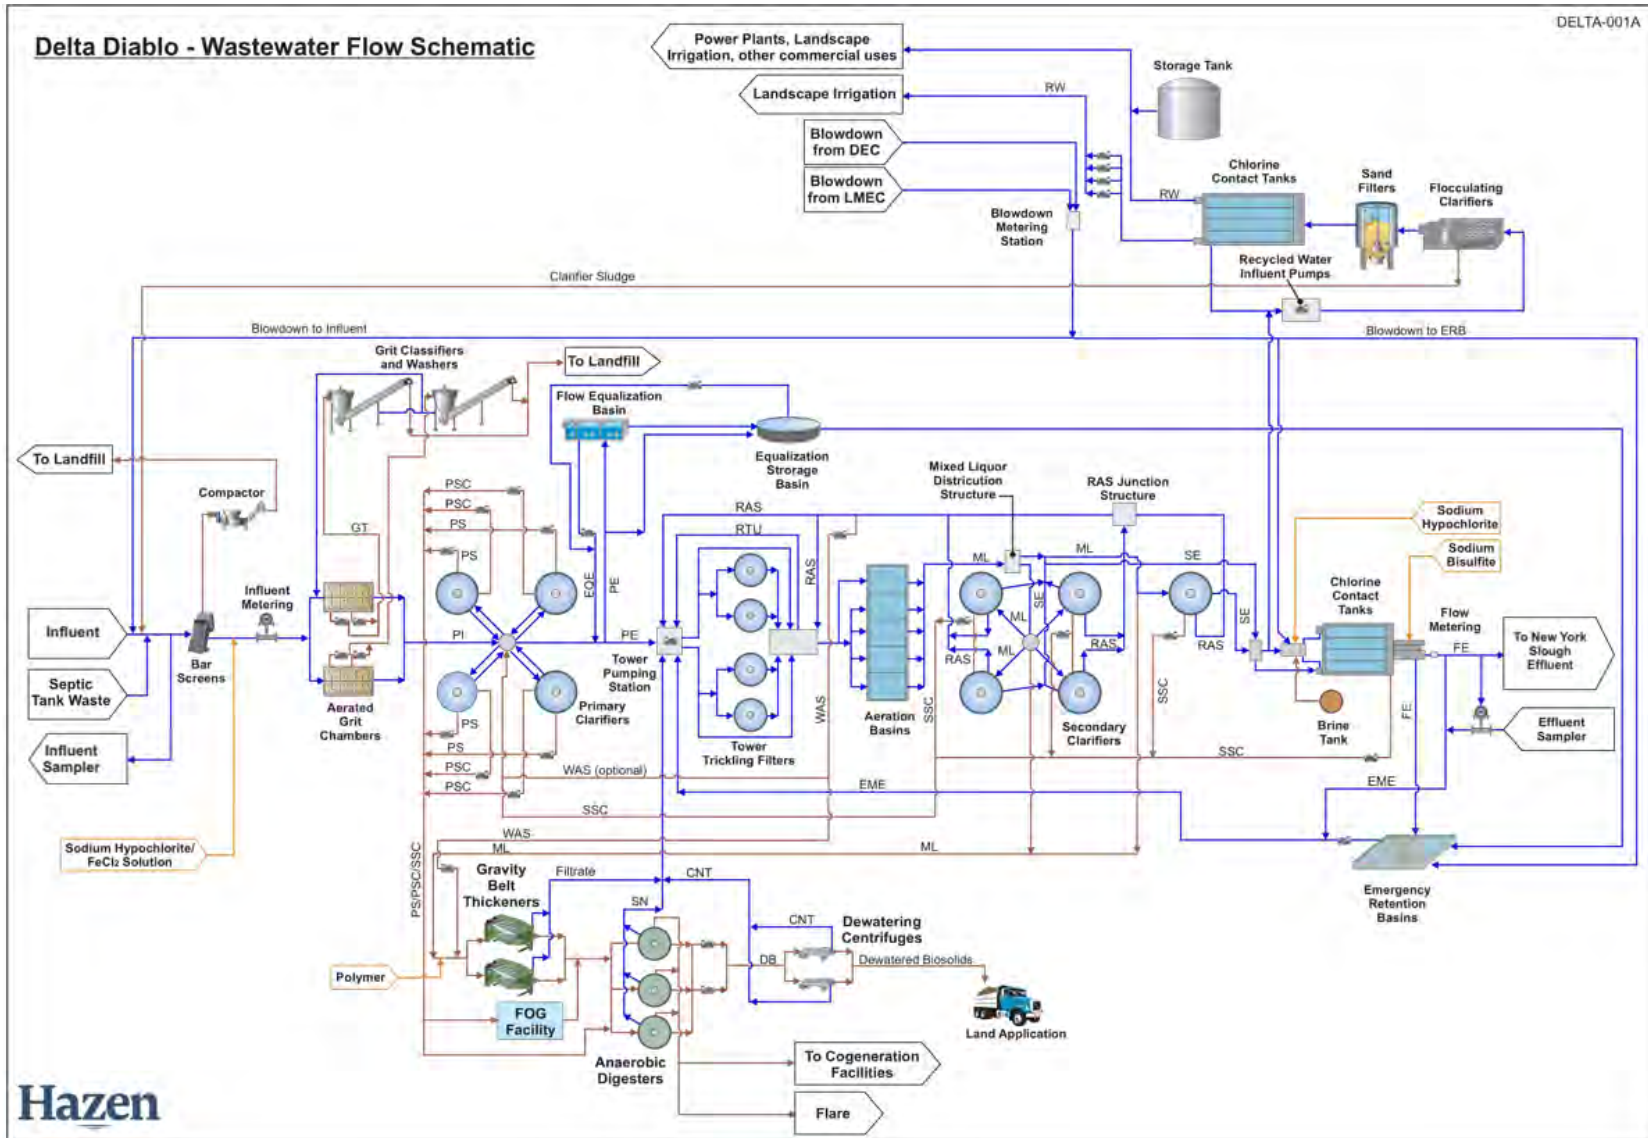 DELTA-001A
Delta Diablo - Wastewater Flow Schematic
Power Plants, Landscape
Irrigation, other commercial uses
Storage Tank
RW
Landscape Irrigation
Blowdown
from DEC
Chlorine
Contact Tanks
Sand
Filters
Flocculating
Clarifiers
Blowdown
from LMEC
RW
Blowdown
Metering
Station
Recycled Water
Influent Pumps
Clarifier Sludge
Blowdown to Influent
Blowdown to ERB
Grit Classifiers
and Washers
To Landfill
Flow Equalization
Basin
To Landfill
Equalization
Strorage
Basin
Mixed Liquor
Districution
Structure
RAS Junction
Structure
Compactor
PSC
PSC
PS
PS
RAS
RTU
GT
Sodium
Hypochlorite
Sodium
Bisulfite
ML
ML
SE
RAS
EQE
PE
SE
Influent
Metering
Chlorine
Contact
Tanks
Flow
Metering
Influent
PI
PE
ML
ML
RAS
RAS
RAS
SE
FE
To New York
Slough
Effluent
Bar
Screens
Tower
Pumping
Station
Septic
Tank Waste
Aerated
Grit
Chambers
Primary
Clarifiers
PS
WAS
Aeration
Basins
SSC
Secondary
Clarifiers
SSC
Brine
Tank
FE
Effluent
Sampler
Influent
Sampler
Tower
Trickling Filters
PS
PSC
PSC
WAS (optional)
SSC
EME
EME
SSC
WAS
ML
ML
Sodium Hypochlorite/
FeCl2 Solution
PS/PSC/SSC
Gravity
Belt
Thickeners
Filtrate
CNT
SN
CNT
Dewatering
Centrifuges
Emergency
Retention
Basins
DB
Dewatered Biosolids
Polymer
FOG
Facility
Land Application
Anaerobic
Digesters
To Cogeneration
Facilities
Flare
Hazen